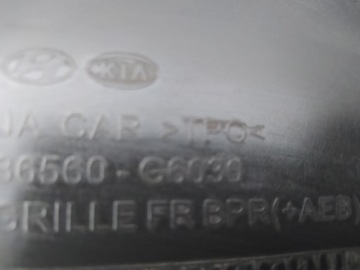 KIA
JA CAR >TPO<
86560-G6030
GRILLE FR BPR(+AEB)